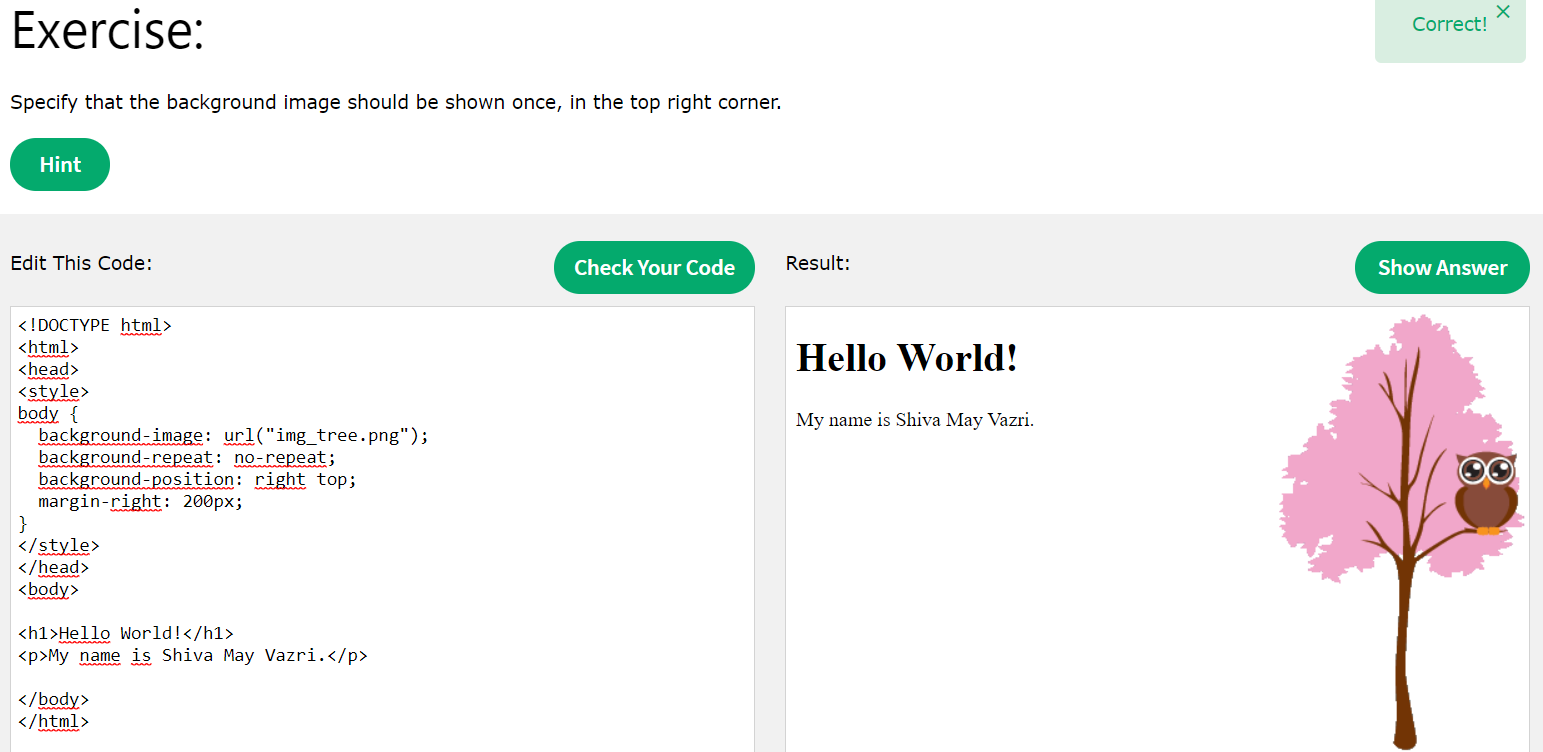 Exercise:
Correct! ×
Specify that the background image should be shown once, in the top right corner.
Hint
Edit This Code:
Check Your Code
Result:
Show Answer
<!DOCTYPE html>
<html>
<head>
<style>
body {
  background-image: url("img_tree.png");
  background-repeat: no-repeat;
  background-position: right top;
  margin-right: 200px;
}
</style>
</head>
<body>
<h1>Hello World!</h1>
<p>My name is Shiva May Vazri.</p>
</body>
</html>
Hello World!
My name is Shiva May Vazri.